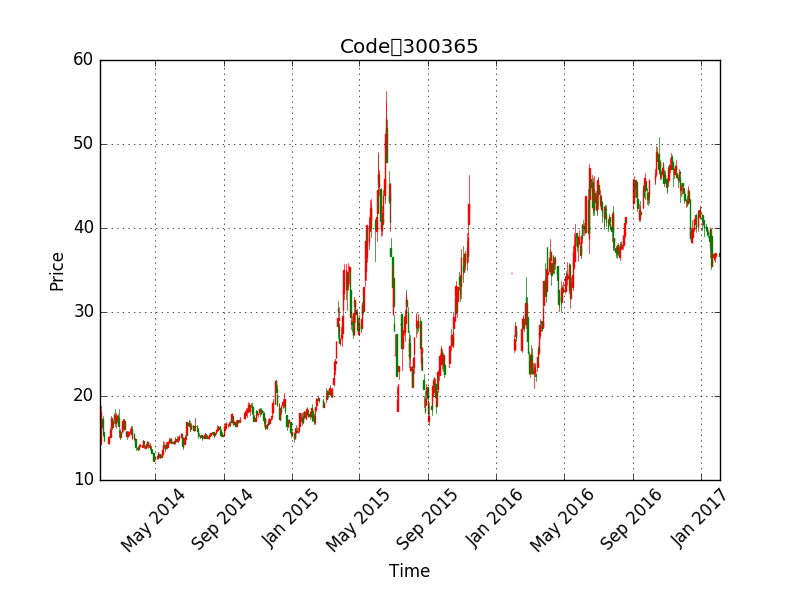 Code▯300365
60
50
40
30
20
10
Price
May 2014
Sep 2014
Jan 2015
May 2015
Sep 2015
Jan 2016
May 2016
Sep 2016
Jan 2017
Time